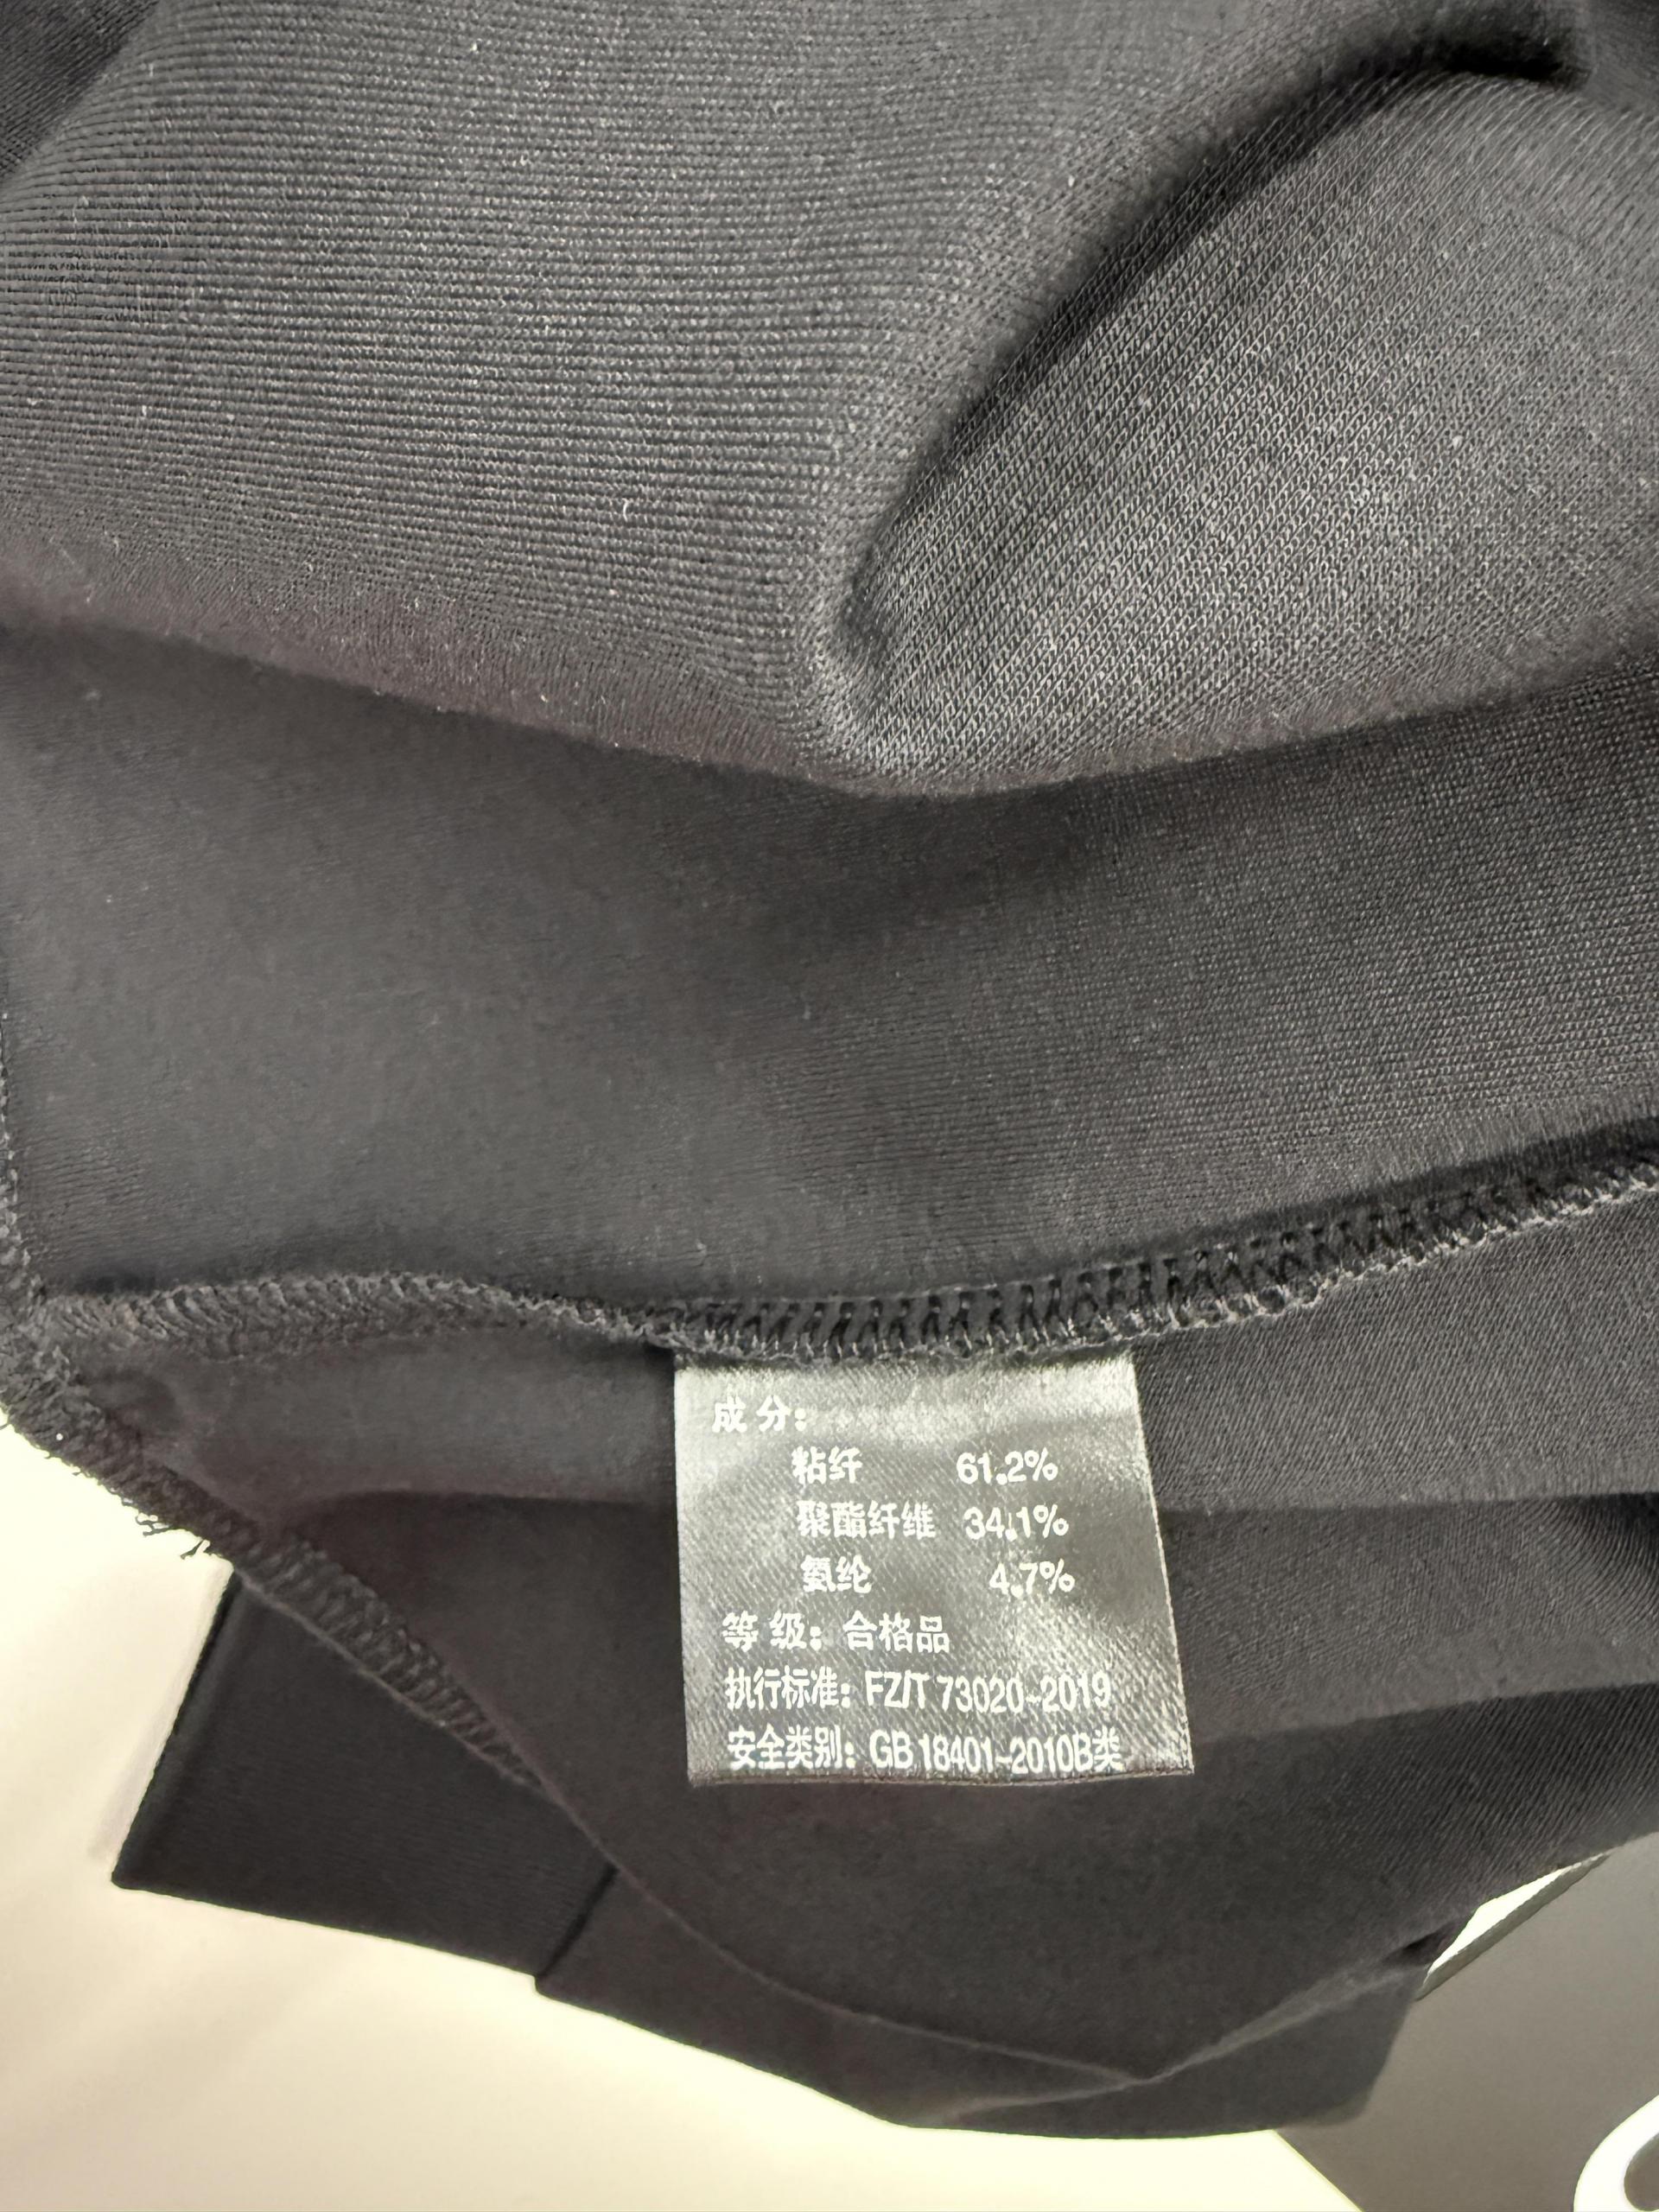 成 分:
粘纤 61.2%
聚酯纤维 34.1%
氨纶 4.7%
等 级: 合格品
执行标准: FZ/T 73020-2019
安全类别: GB 18401-2010B类